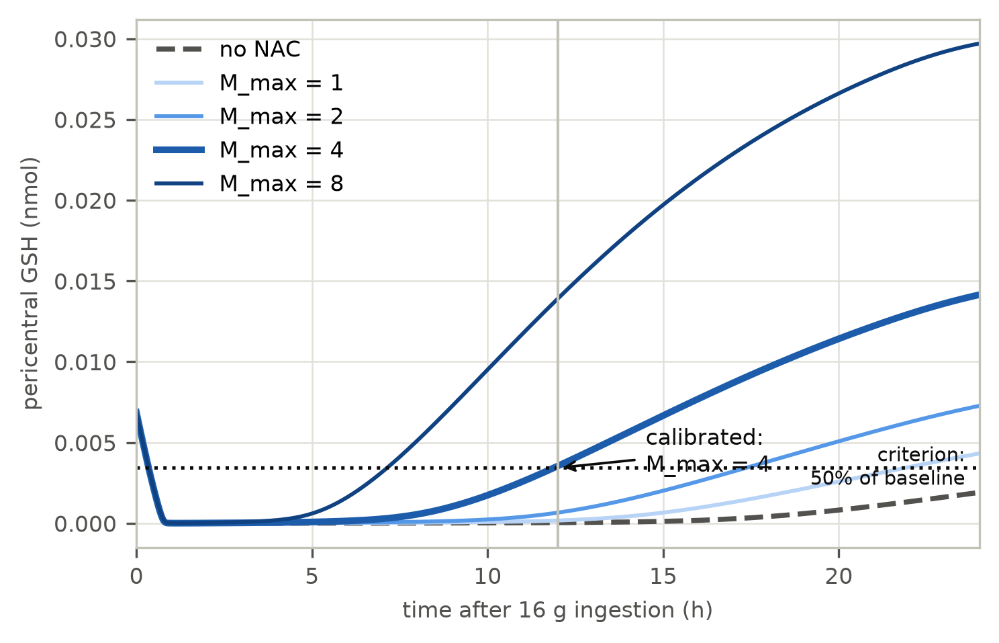 0.030
0.025
0.020
0.015
0.010
0.005
0.000
pericentral GSH (nmol)
no NAC
M_max = 1
M_max = 2
M_max = 4
M_max = 8
calibrated:
M_max = 4
criterion:
50% of baseline
0
5
10
15
20
time after 16 g ingestion (h)